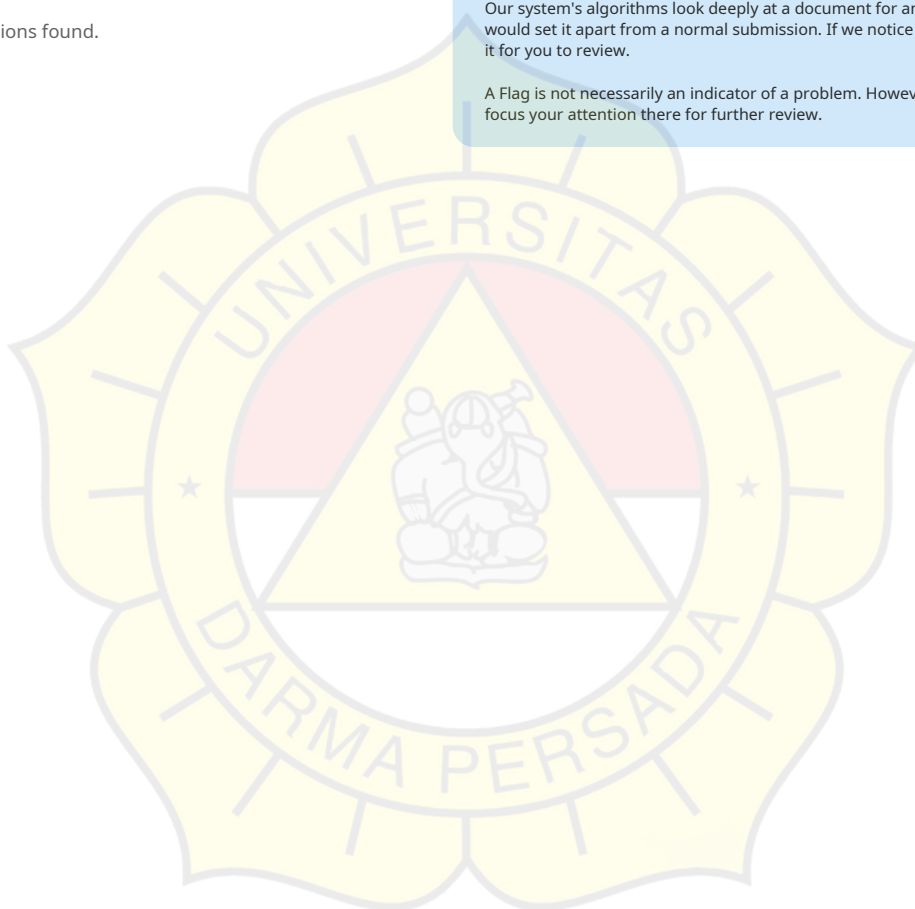 ions found.
Our system's algorithms look deeply at a document for
would set it apart from a normal submission. If we notice
it for you to review.
A Flag is not necessarily an indicator of a problem.
focus your attention there for further review.
UNIVERSITAS
DARMA PERSADA